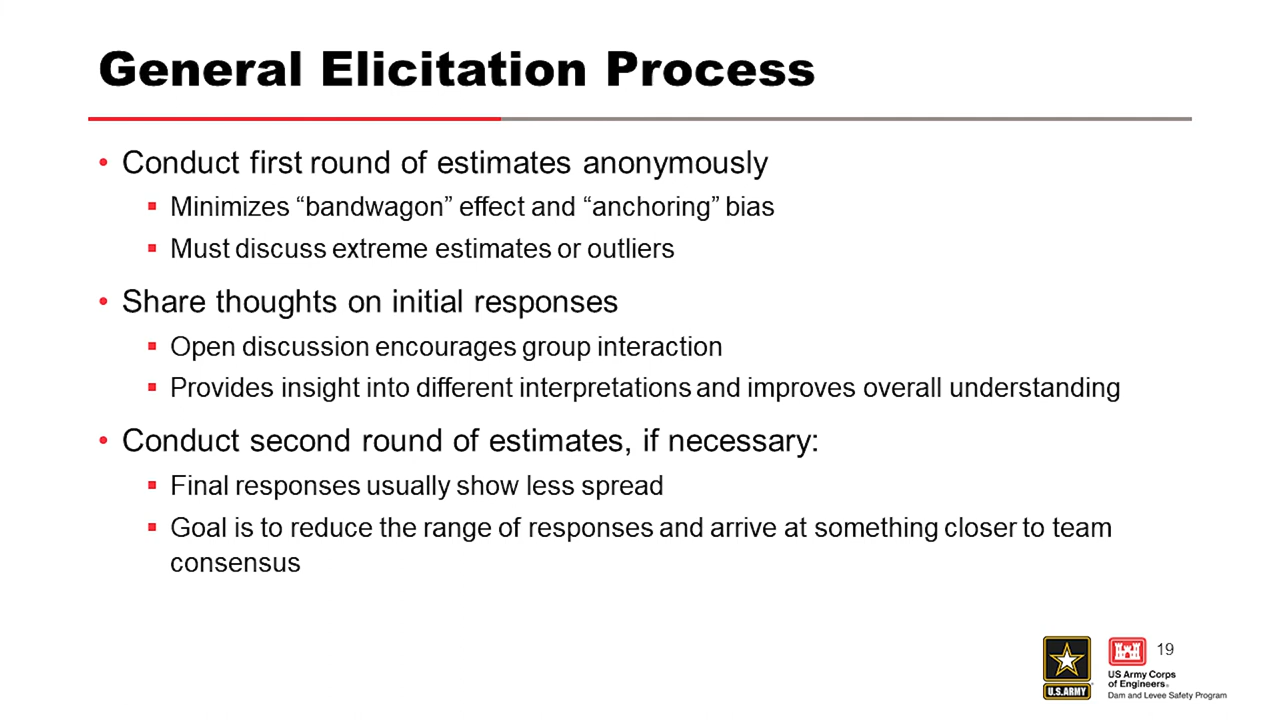 General Elicitation Process
• Conduct first round of estimates anonymously
▪ Minimizes “bandwagon” effect and “anchoring” bias
▪ Must discuss extreme estimates or outliers
• Share thoughts on initial responses
▪ Open discussion encourages group interaction
▪ Provides insight into different interpretations and improves overall understanding
• Conduct second round of estimates, if necessary:
▪ Final responses usually show less spread
▪ Goal is to reduce the range of responses and arrive at something closer to team
consensus
19
U.S.ARMY
US Army Corps
of Engineers®
Dam and Levee Safety Program